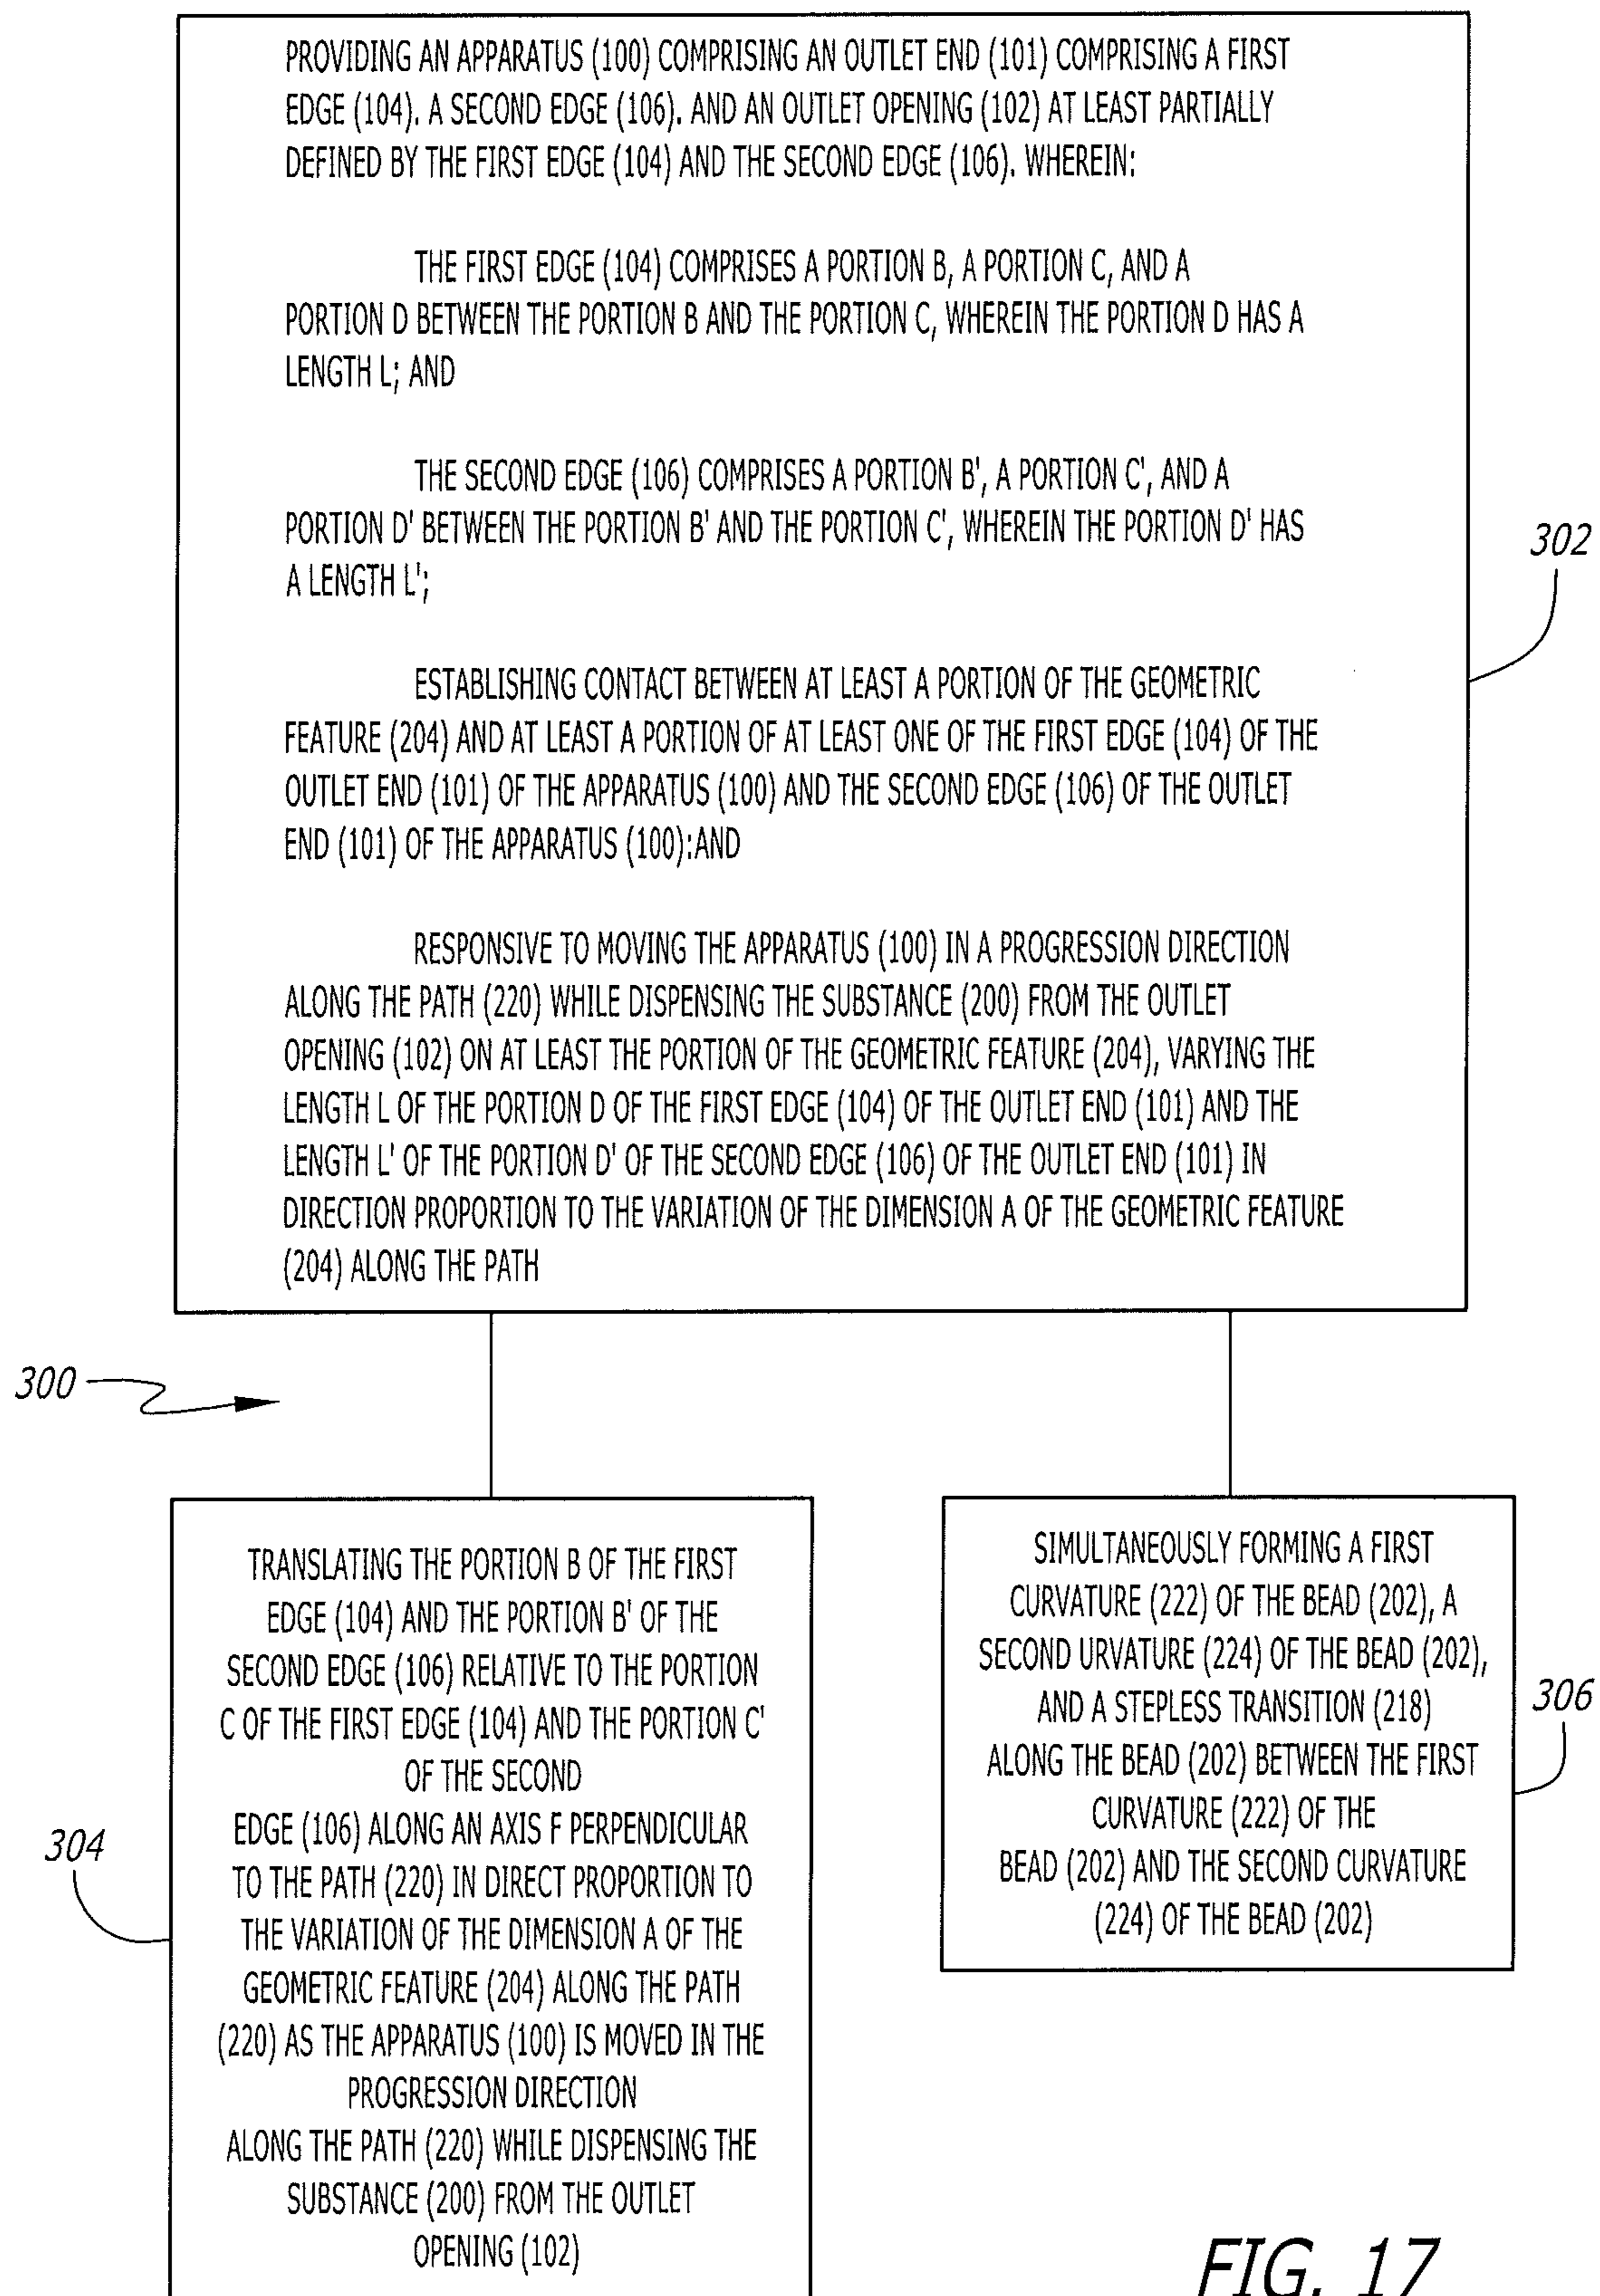 PROVIDING AN APPARATUS (100) COMPRISING AN OUTLET END (101) COMPRISING A FIRST
EDGE (104). A SECOND EDGE (106). AND AN OUTLET OPENING (102) AT LEAST PARTIALLY
DEFINED BY THE FIRST EDGE (104) AND THE SECOND EDGE (106). WHEREIN:
THE FIRST EDGE (104) COMPRISES A PORTION B, A PORTION C, AND A
PORTION D BETWEEN THE PORTION B AND THE PORTION C, WHEREIN THE PORTION D HAS A
LENGTH L; AND
THE SECOND EDGE (106) COMPRISES A PORTION B', A PORTION C', AND A
PORTION D' BETWEEN THE PORTION B' AND THE PORTION C', WHEREIN THE PORTION D' HAS
A LENGTH L';
302
ESTABLISHING CONTACT BETWEEN AT LEAST A PORTION OF THE GEOMETRIC
FEATURE (204) AND AT LEAST A PORTION OF AT LEAST ONE OF THE FIRST EDGE (104) OF THE
OUTLET END (101) OF THE APPARATUS (100) AND THE SECOND EDGE (106) OF THE OUTLET
END (101) OF THE APPARATUS (100):AND
RESPONSIVE TO MOVING THE APPARATUS (100) IN A PROGRESSION DIRECTION
ALONG THE PATH (220) WHILE DISPENSING THE SUBSTANCE (200) FROM THE OUTLET
OPENING (102) ON AT LEAST THE PORTION OF THE GEOMETRIC FEATURE (204), VARYING THE
LENGTH L OF THE PORTION D OF THE FIRST EDGE (104) OF THE OUTLET END (101) AND THE
LENGTH L' OF THE PORTION D' OF THE SECOND EDGE (106) OF THE OUTLET END (101) IN
DIRECTION PROPORTION TO THE VARIATION OF THE DIMENSION A OF THE GEOMETRIC FEATURE
(204) ALONG THE PATH
300
TRANSLATING THE PORTION B OF THE FIRST
EDGE (104) AND THE PORTION B' OF THE
SECOND EDGE (106) RELATIVE TO THE PORTION
C OF THE FIRST EDGE (104) AND THE PORTION C'
OF THE SECOND
EDGE (106) ALONG AN AXIS F PERPENDICULAR
TO THE PATH (220) IN DIRECT PROPORTION TO
THE VARIATION OF THE DIMENSION A OF THE
GEOMETRIC FEATURE (204) ALONG THE PATH
(220) AS THE APPARATUS (100) IS MOVED IN THE
PROGRESSION DIRECTION
ALONG THE PATH (220) WHILE DISPENSING THE
SUBSTANCE (200) FROM THE OUTLET
OPENING (102)
304
SIMULTANEOUSLY FORMING A FIRST
CURVATURE (222) OF THE BEAD (202), A
SECOND URVATURE (224) OF THE BEAD (202),
AND A STEPLESS TRANSITION (218)
ALONG THE BEAD (202) BETWEEN THE FIRST
CURVATURE (222) OF THE
BEAD (202) AND THE SECOND CURVATURE
(224) OF THE BEAD (202)
306
FIG. 17